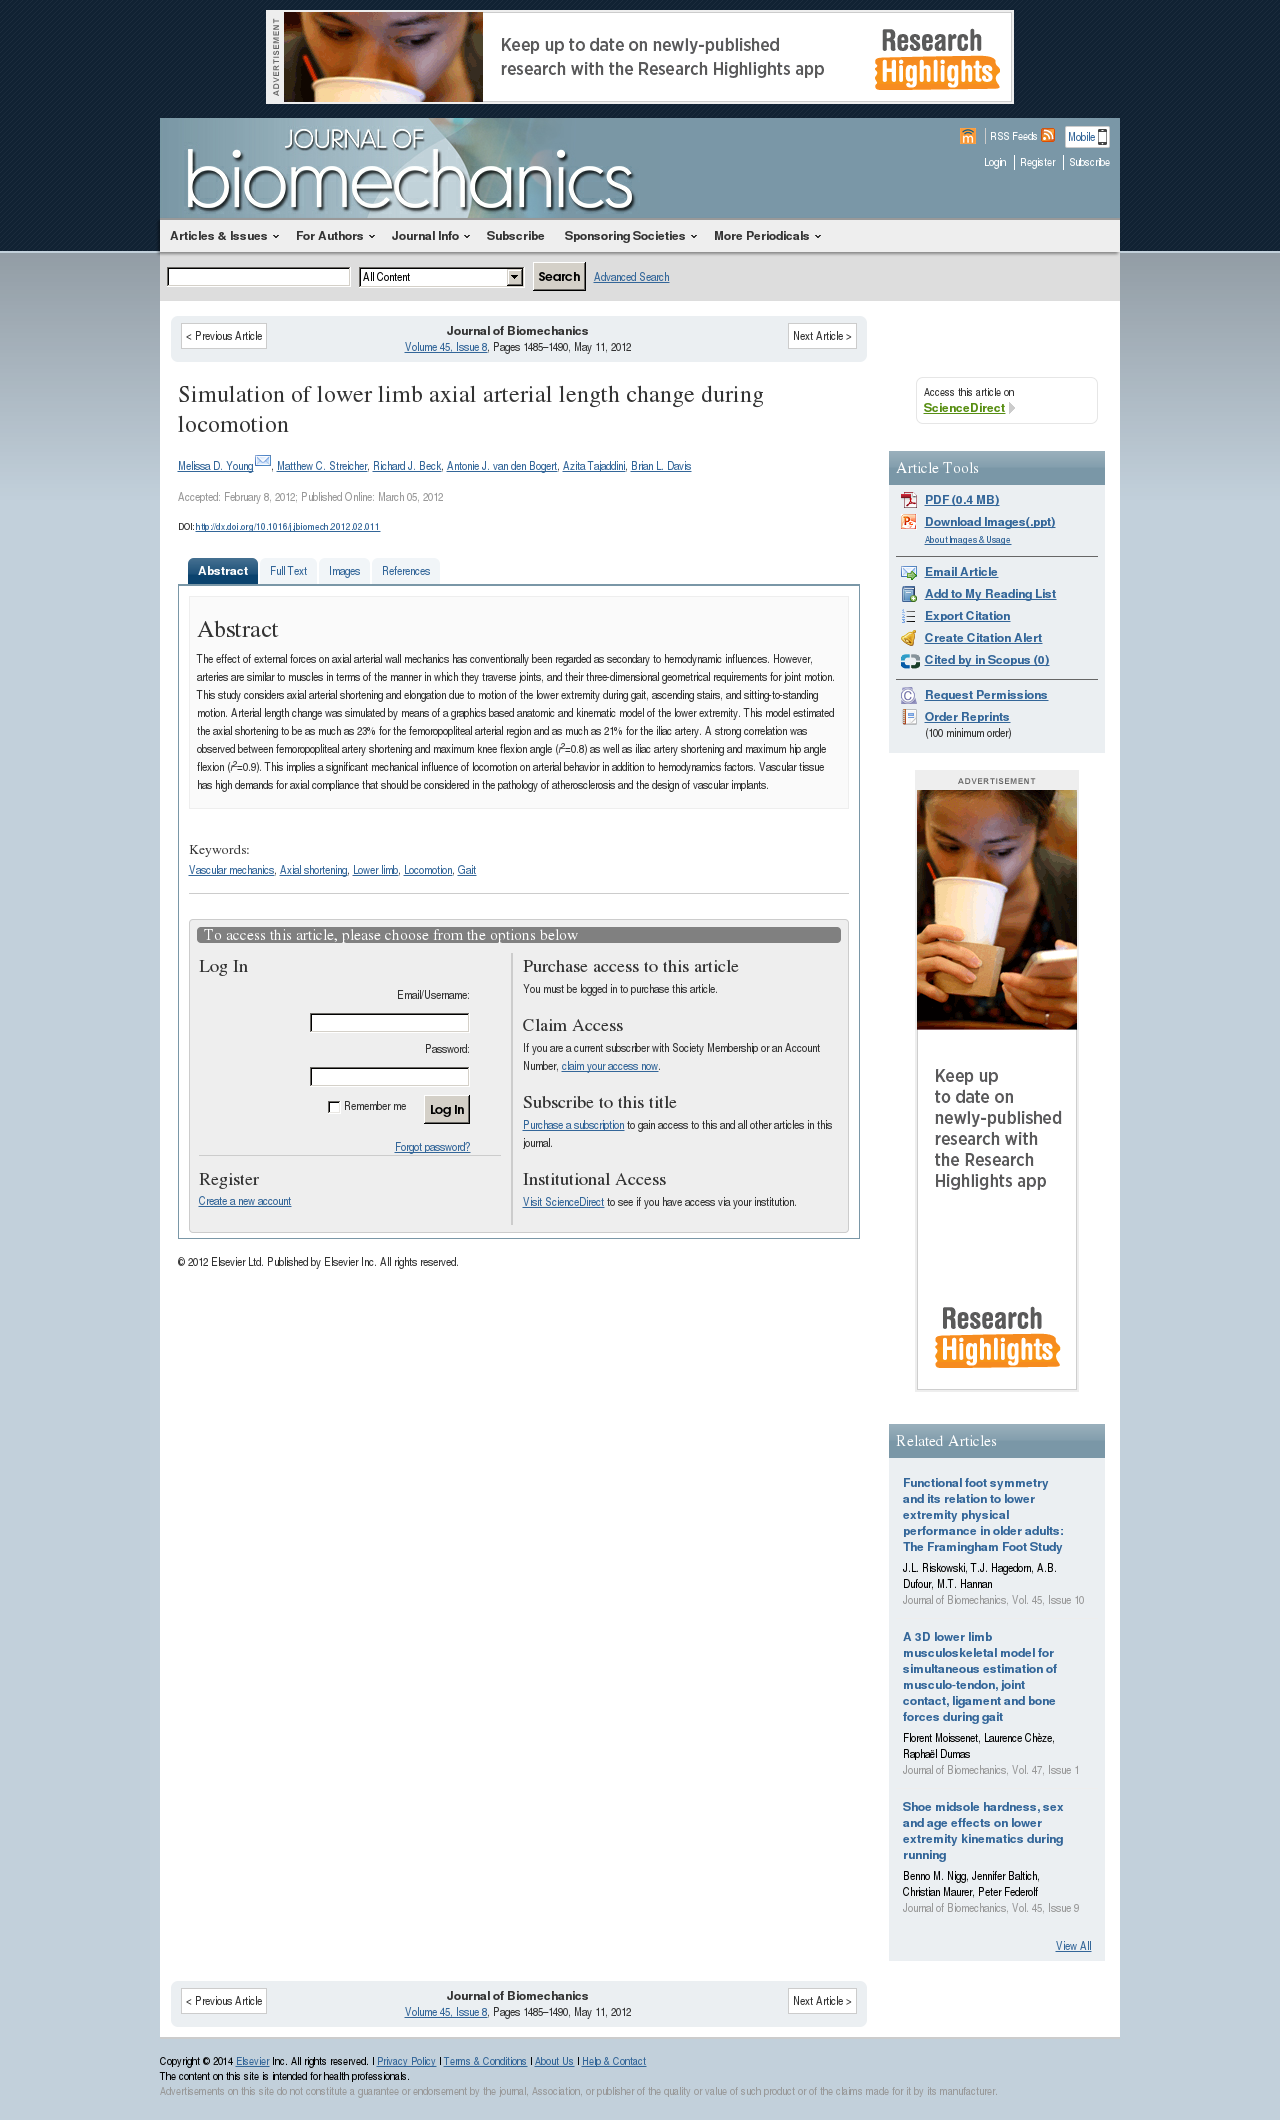 ADVERTISEMENT
Keep up to date on newly-published
research with the Research Highlights app
Research
Highlights
JOURNAL OF
biomechanics
RSS Feeds
Mobile
Login
Register
Subscribe
Articles & Issues
For Authors
Journal Info
Subscribe
Sponsoring Societies
More Periodicals
All Content
Search
Advanced Search
< Previous Article
Journal of Biomechanics
Volume 45, Issue 8, Pages 1485–1490, May 11, 2012
Next Article >
Simulation of lower limb axial arterial length change during
locomotion
Melissa D. Young, Matthew C. Streicher, Richard J. Beck, Antonie J. van den Bogert, Azita Tajaddini, Brian L. Davis
Accepted: February 8, 2012; Published Online: March 05, 2012
DOI: http://dx.doi.org/10.1016/j.jbiomech.2012.02.011
Abstract
Full Text
Images
References
Abstract
The effect of external forces on axial arterial wall mechanics has conventionally been regarded as secondary to hemodynamic influences. However,
arteries are similar to muscles in terms of the manner in which they traverse joints, and their three-dimensional geometrical requirements for joint motion.
This study considers axial arterial shortening and elongation due to motion of the lower extremity during gait, ascending stairs, and sitting-to-standing
motion. Arterial length change was simulated by means of a graphics based anatomic and kinematic model of the lower extremity. This model estimated
the axial shortening to be as much as 23% for the femoropopliteal arterial region and as much as 21% for the iliac artery. A strong correlation was
observed between femoropopliteal artery shortening and maximum knee flexion angle (r2=0.8) as well as iliac artery shortening and maximum hip angle
flexion (r2=0.9). This implies a significant mechanical influence of locomotion on arterial behavior in addition to hemodynamics factors. Vascular tissue
has high demands for axial compliance that should be considered in the pathology of atherosclerosis and the design of vascular implants.
Keywords:
Vascular mechanics, Axial shortening, Lower limb, Locomotion, Gait
To access this article, please choose from the options below
Log In
Email/Username:
Password:
Remember me
Log In
Forgot password?
Register
Create a new account
Purchase access to this article
You must be logged in to purchase this article.
Claim Access
If you are a current subscriber with Society Membership or an Account
Number, claim your access now.
Subscribe to this title
Purchase a subscription to gain access to this and all other articles in this
journal.
Institutional Access
Visit ScienceDirect to see if you have access via your institution.
© 2012 Elsevier Ltd. Published by Elsevier Inc. All rights reserved.
Access this article on
ScienceDirect
Article Tools
PDF (0.4 MB)
Download Images(.ppt)
About Images & Usage
Email Article
Add to My Reading List
Export Citation
Create Citation Alert
Cited by in Scopus (0)
Request Permissions
Order Reprints
(100 minimum order)
ADVERTISEMENT
Keep up
to date on
newly-published
research with
the Research
Highlights app
Research
Highlights
Related Articles
Functional foot symmetry
and its relation to lower
extremity physical
performance in older adults:
The Framingham Foot Study
J.L. Riskowski, T.J. Hagedorn, A.B.
Dufour, M.T. Hannan
Journal of Biomechanics, Vol. 45, Issue 10
A 3D lower limb
musculoskeletal model for
simultaneous estimation of
musculo-tendon, joint
contact, ligament and bone
forces during gait
Florent Moissenet, Laurence Chèze,
Raphaël Dumas
Journal of Biomechanics, Vol. 47, Issue 1
Shoe midsole hardness, sex
and age effects on lower
extremity kinematics during
running
Benno M. Nigg, Jennifer Baltich,
Christian Maurer, Peter Federolf
Journal of Biomechanics, Vol. 45, Issue 9
View All
< Previous Article
Journal of Biomechanics
Volume 45, Issue 8, Pages 1485–1490, May 11, 2012
Next Article >
Copyright © 2014 Elsevier Inc. All rights reserved. | Privacy Policy | Terms & Conditions | About Us | Help & Contact
The content on this site is intended for health professionals.
Advertisements on this site do not constitute a guarantee or endorsement by the journal, Association, or publisher of the quality or value of such product or of the claims made for it by its manufacturer.